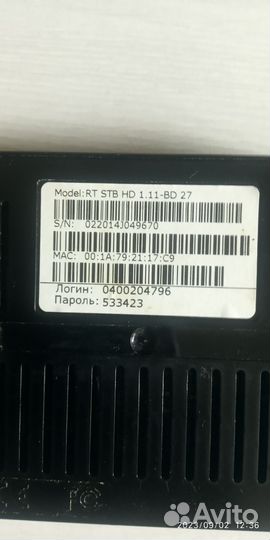 Model:RT STB HD 1.11-BD 27
S/N: 022014J049670
MAC: 00:1A:79:21:17:C9
Логин: 0400204796
Пароль: 533423
Avito
2023/09/02 12:36